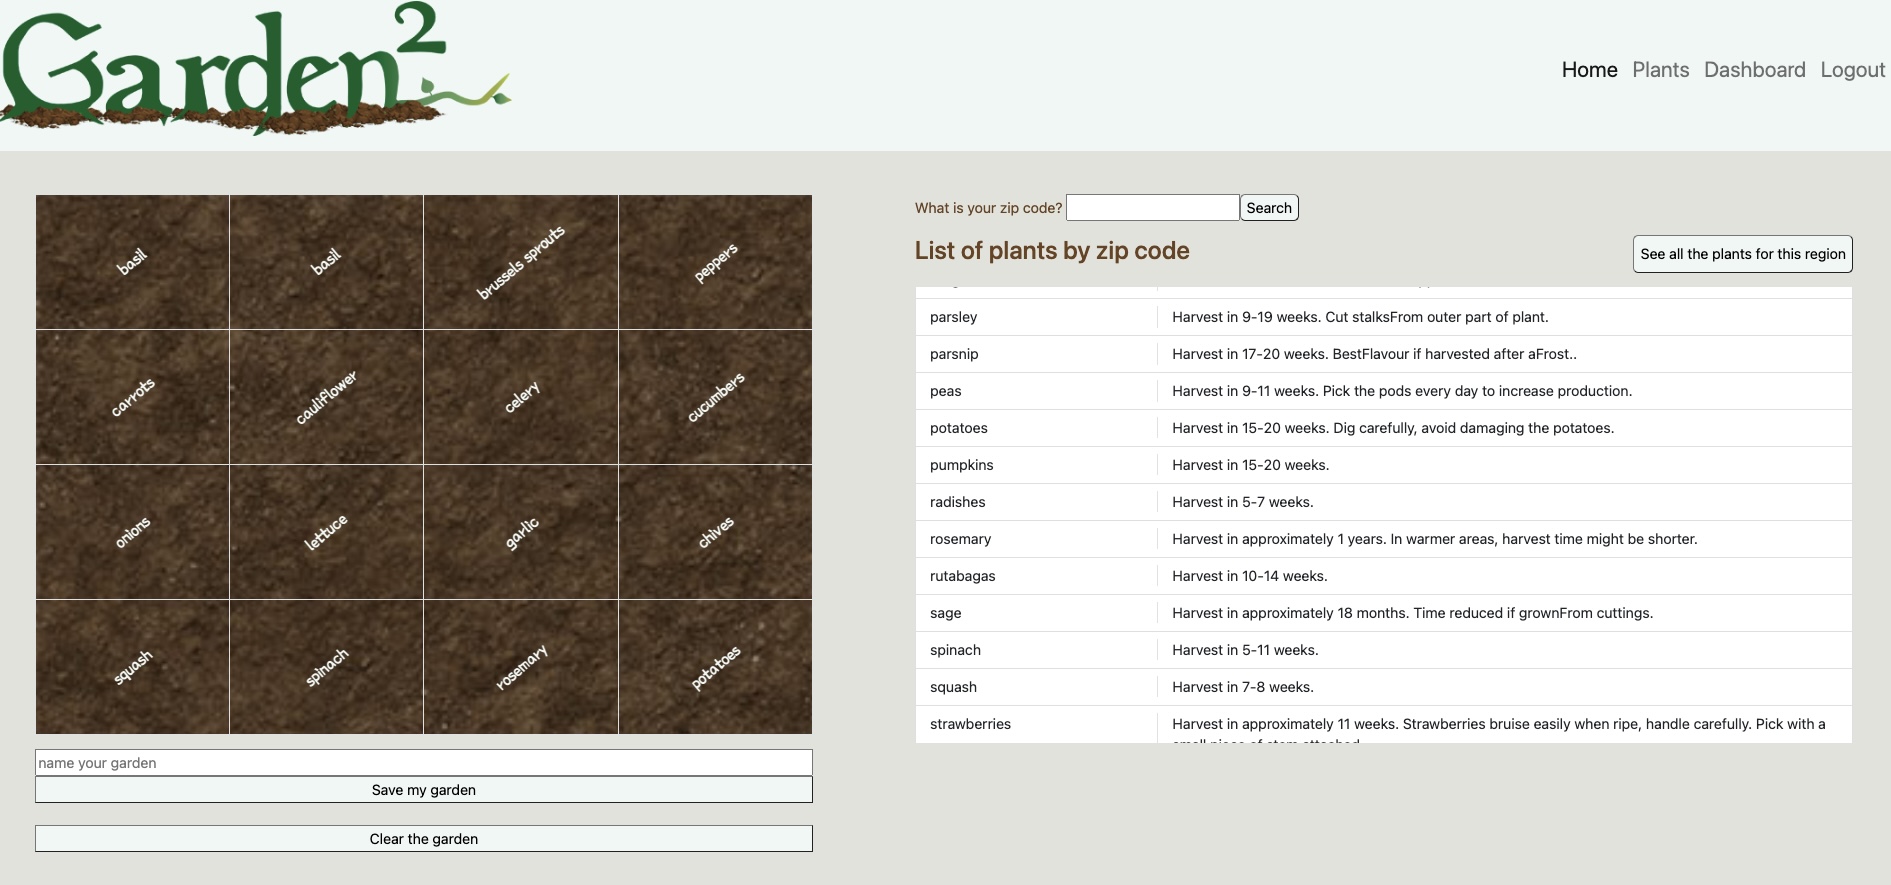 Garden²
Home Plants Dashboard Logout
basil basil brussels sprouts peppers
carrots cauliflower celery cucumbers
onions lettuce garlic chives
squash spinach rosemary potatoes
name your garden
Save my garden
Clear the garden
What is your zip code? Search
List of plants by zip code
See all the plants for this region
parsley Harvest in 9-19 weeks. Cut stalksFrom outer part of plant.
parsnip Harvest in 17-20 weeks. BestFlavour if harvested after aFrost..
peas Harvest in 9-11 weeks. Pick the pods every day to increase production.
potatoes Harvest in 15-20 weeks. Dig carefully, avoid damaging the potatoes.
pumpkins Harvest in 15-20 weeks.
radishes Harvest in 5-7 weeks.
rosemary Harvest in approximately 1 years. In warmer areas, harvest time might be shorter.
rutabagas Harvest in 10-14 weeks.
sage Harvest in approximately 18 months. Time reduced if grownFrom cuttings.
spinach Harvest in 5-11 weeks.
squash Harvest in 7-8 weeks.
strawberries Harvest in approximately 11 weeks. Strawberries bruise easily when ripe, handle carefully. Pick with a
small piece of stem attached